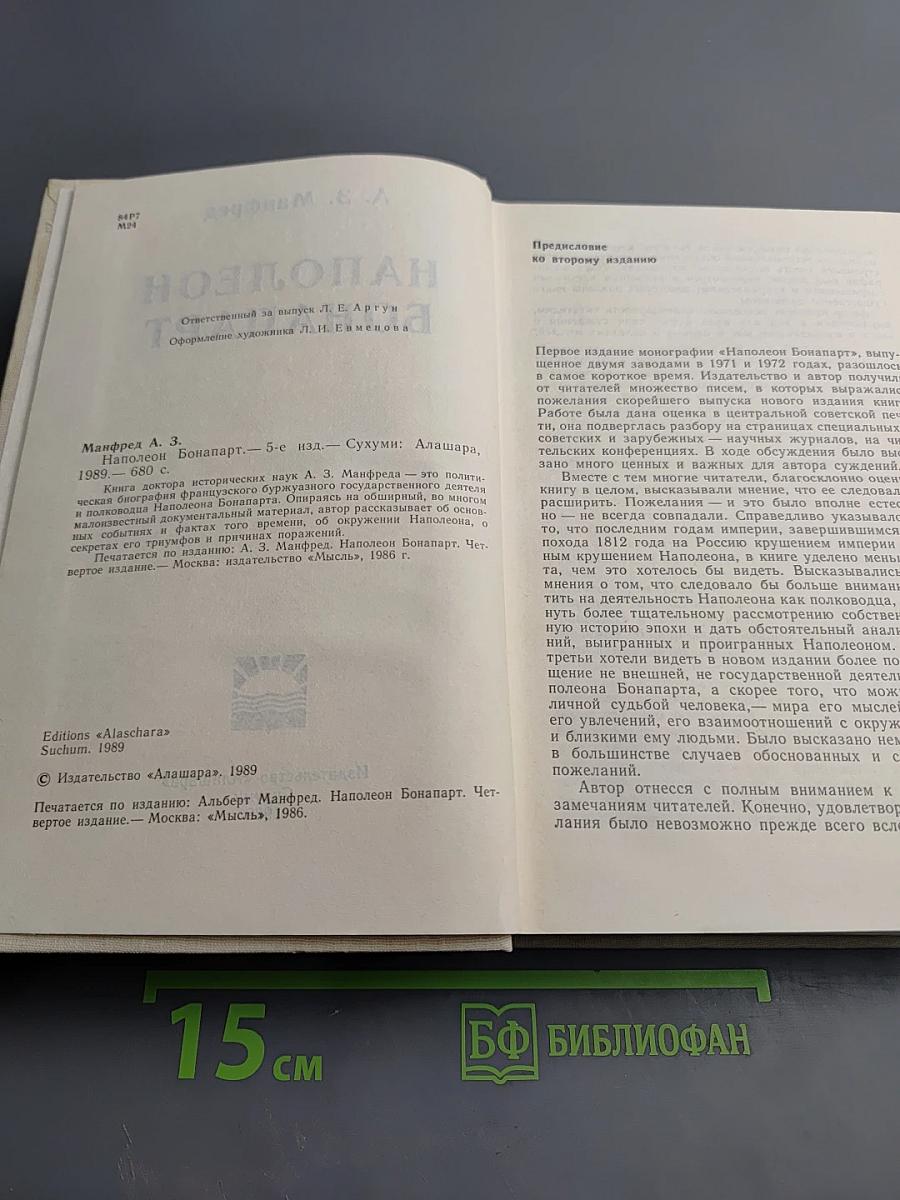 84Р7
М24
Ответственный за выпуск Л. Е. Аргун
Оформление художника Л. И. Евменова
Манфред А. З.
Наполеон Бонапарт.— 5-е изд.— Сухуми: Алашара,
1989.— 680 с.
Книга доктора исторических наук А. З. Манфреда — это полити-
ческая биография французского буржуазного государственного деятеля
и полководца Наполеона Бонапарта. Опираясь на обширный, во многом
малоизвестный документальный материал, автор рассказывает об основ-
ных событиях и фактах того времени, об окружении Наполеона, о
секретах его триумфов и причинах поражений.
Печатается по изданию: А. З. Манфред. Наполеон Бонапарт. Чет-
вертое издание.— Москва: издательство «Мысль», 1986 г.
Editions «Alaschara»
Suchum. 1989
© Издательство «Алашара». 1989
Печатается по изданию: Альберт Манфред. Наполеон Бонапарт. Чет-
вертое издание.— Москва: «Мысль», 1986.
Предисловие
ко второму изданию
Первое издание монографии «Наполеон Бонапарт», выпу-
щенное двумя заводами в 1971 и 1972 годах, разошлось
в самое короткое время. Издательство и автор получили
от читателей множество писем, в которых выражались
пожелания скорейшего выпуска нового издания книг
Работе была дана оценка в центральной советской печ
ти, она подверглась разбору на страницах специальных
советских и зарубежных — научных журналов, на чи
тельских конференциях. В ходе обсуждения было выс
зано много ценных и важных для автора суждений.
Вместе с тем многие читатели, благосклонно оцени
книгу в целом, высказывали мнение, что ее следовал
расширить. Пожелания — и это было вполне естес
но — не всегда совпадали. Справедливо указывалос
то, что последним годам империи, завершившимся
похода 1812 года на Россию крушением империи
ным крушением Наполеона, в книге уделено меньш
та, чем это хотелось бы видеть. Высказывались
мнения о том, что следовало бы больше внимани
тить на деятельность Наполеона как полководца,
нуть более тщательному рассмотрению собствен
ную историю эпохи и дать обстоятельный анали
ний, выигранных и проигранных Наполеоном.
третьи хотели видеть в новом издании более по
щение не внешней, не государственной деятели
полеона Бонапарта, а скорее того, что мож
личной судьбой человека,— мира его мыслей
его увлечений, его взаимоотношений с окруж
и близкими ему людьми. Было высказано нем
в большинстве случаев обоснованных и с
пожеланий.
Автор отнесся с полным вниманием к
замечаниям читателей. Конечно, удовлетвор
лания было невозможно прежде всего всле
15 см
БФ БИБЛИОФАН